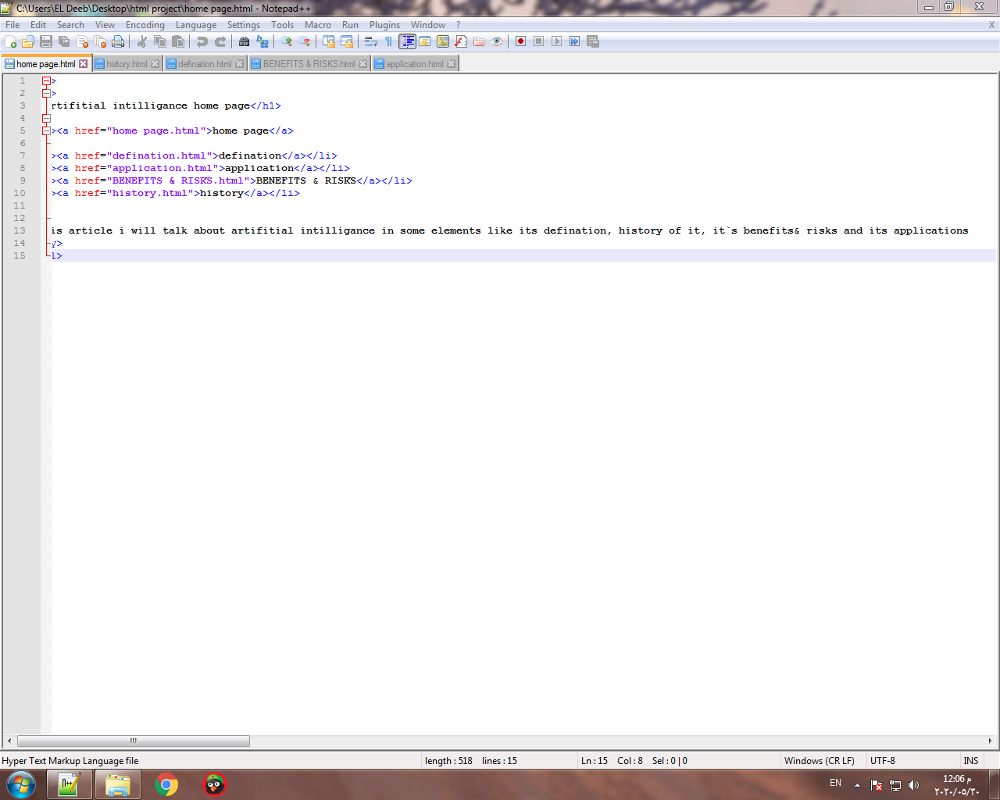 C:\Users\EL Deeb\Desktop\html project\home page.html - Notepad++
File Edit Search View Encoding Language Settings Tools Macro Run Plugins Window ? X
home page.html history.html defination.html BENEFITS & RISKS.html application.html
1 >
2 >
3 rtifitial intilligance home page</h1>
4
5 ><a href="home page.html">home page</a>
6
7 ><a href="defination.html">defination</a></li>
8 ><a href="application.html">application</a></li>
9 ><a href="BENEFITS & RISKS.html">BENEFITS & RISKS</a></li>
10 ><a href="history.html">history</a></li>
11
12
13 is article i will talk about artifitial intilligance in some elements like its defination, history of it, it`s benefits& risks and its applications
14 y>
15 l>
Hyper Text Markup Language file length : 518 lines : 15 Ln : 15 Col : 8 Sel : 0 | 0 Windows (CR LF) UTF-8 INS
EN 12:06 م
٢٠٢٠/٠٥/٣٠